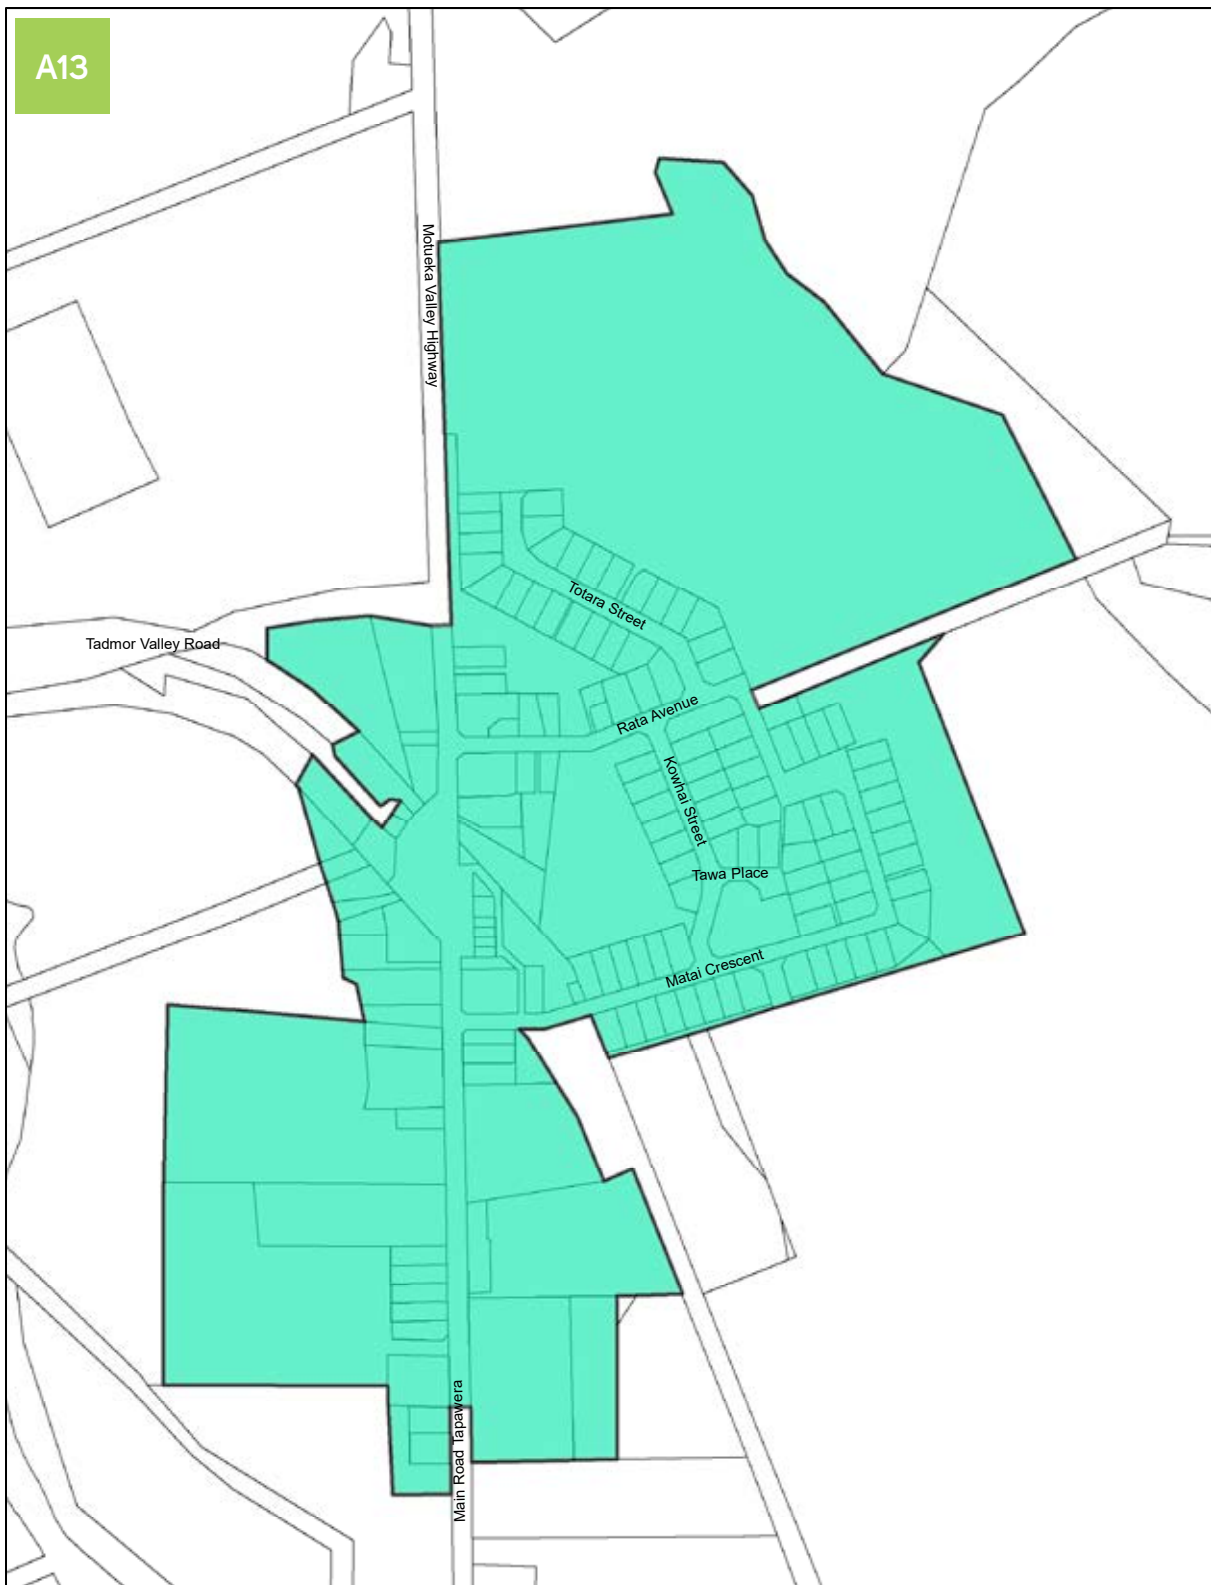 A13
Motueka Valley Highway
Totara Street
Tadmor Valley Road
Rata Avenue
Kowhai Street
Tawa Place
Matai Crescent
Main Road Tapawera